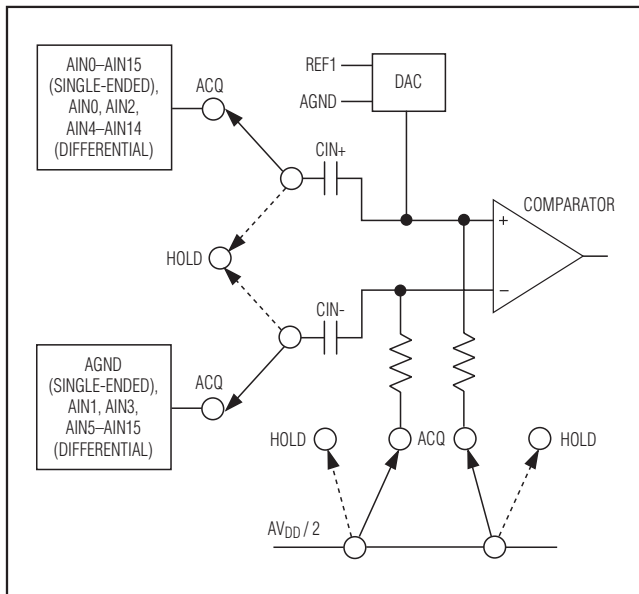 AIN0–AIN15
(SINGLE-ENDED),
AIN0, AIN2,
AIN4–AIN14
(DIFFERENTIAL)
ACQ
REF1
AGND
DAC
CIN+
COMPARATOR
+
−
HOLD
CIN-
AGND
(SINGLE-ENDED),
AIN1, AIN3,
AIN5–AIN15
(DIFFERENTIAL)
ACQ
HOLD
ACQ
HOLD
AVDD / 2